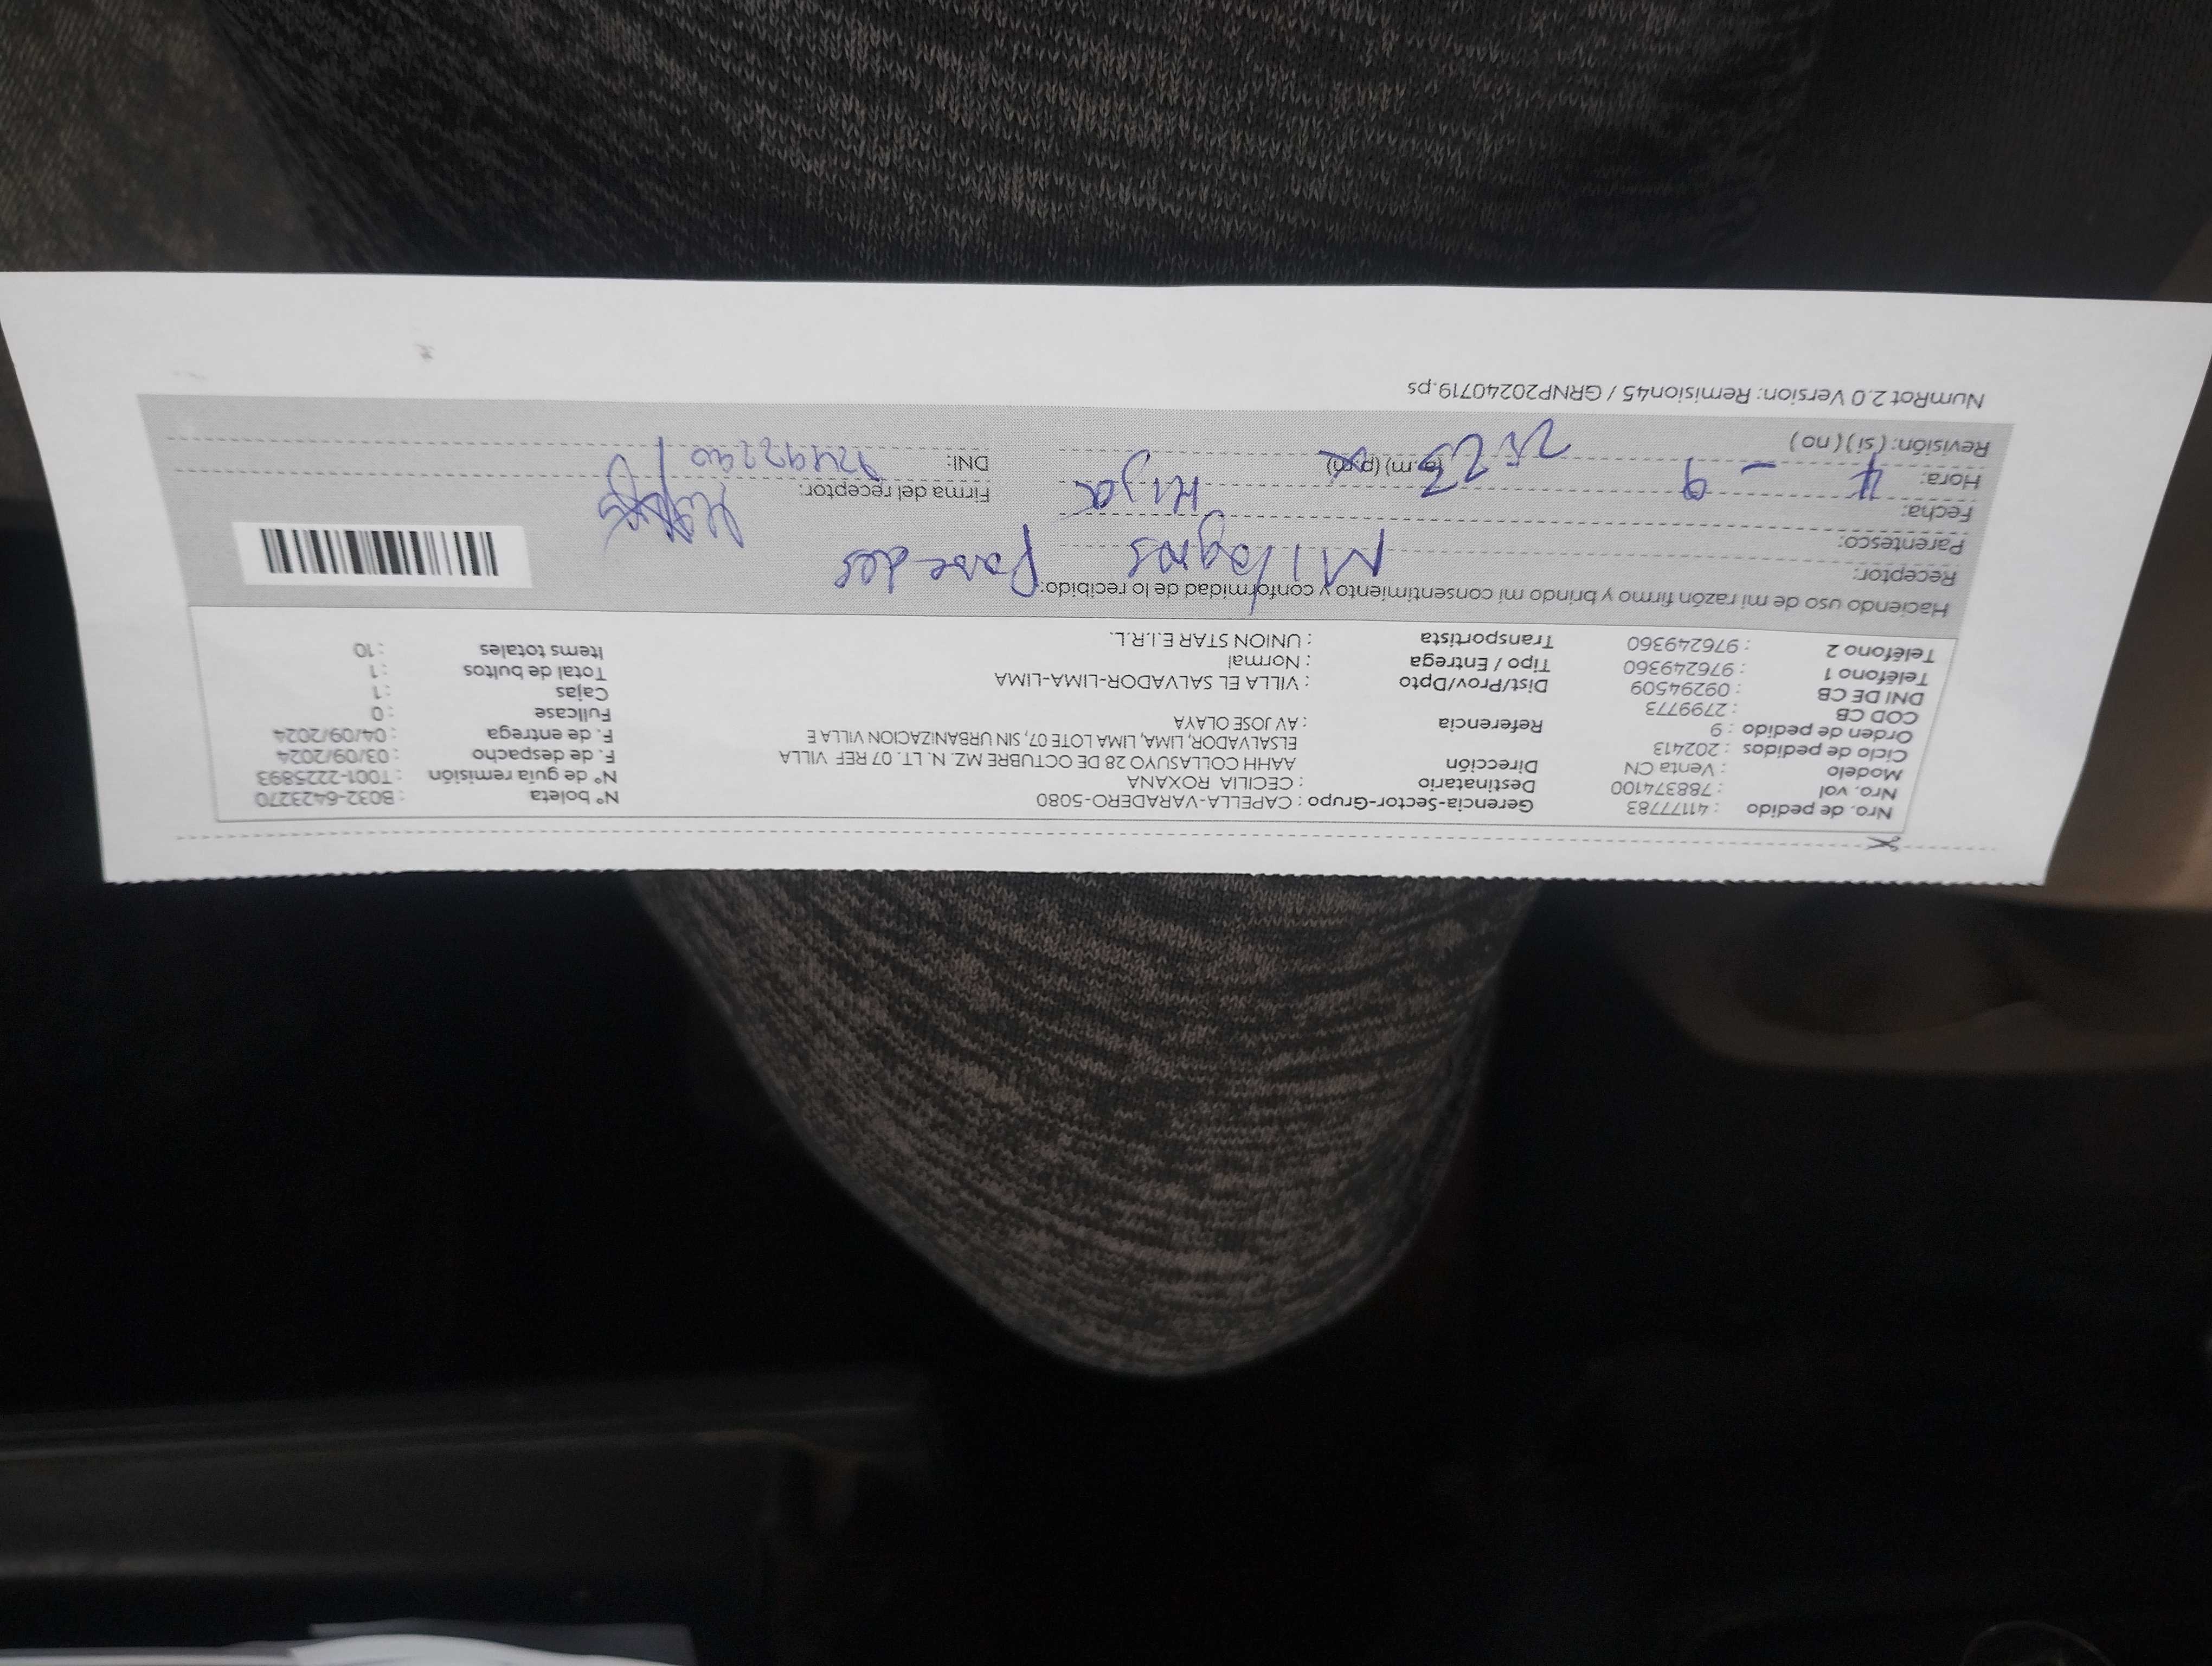 Nro. de pedido : 41177783
Nro. vol : 788374100
Modelo : Venta CN
Ciclo de pedidos : 202413
Orden de pedido : 9
COD CB : 2799773
DNI DE CB : 09294509
Teléfono 1 : 976249360
Teléfono 2 : 976249360
Gerencia-Sector-Grupo : CAPELLA-VARADERO-5080
Destinatario : CECILIA ROXANA
Dirección AAHH COLLASUYO 28 DE OCTUBRE MZ. N. LT. 07 REF VILLA
ELSALVADOR, LIMA, LIMA LOTE 07, SIN URBANIZACION VILLA E
Referencia : AV JOSE OLAYA
Dist/Prov/Dpto : VILLA EL SALVADOR-LIMA-LIMA
Tipo / Entrega : Normal
Transportista : UNION STAR E.I.R.L.
N° boleta : B032-6423270
N° de guía remisión : T001-2225893
F. de despacho : 03/09/2024
F. de entrega : 04/09/2024
Fullcase : 0
Cajas : 1
Total de bultos : 1
Items totales : 10
Haciendo uso de mi razón firmo y brindo mi consentimiento y conformidad de lo recibido:
Receptor: Milagros Paredes
Parentesco: Hija
Fecha: 4 - 9
Hora: (a.m) (p.m)
Revisión: (si) (no)
Firma del receptor:
DNI:
NumRot 2.0 Version: Remision45 / GRNP20240719.ps